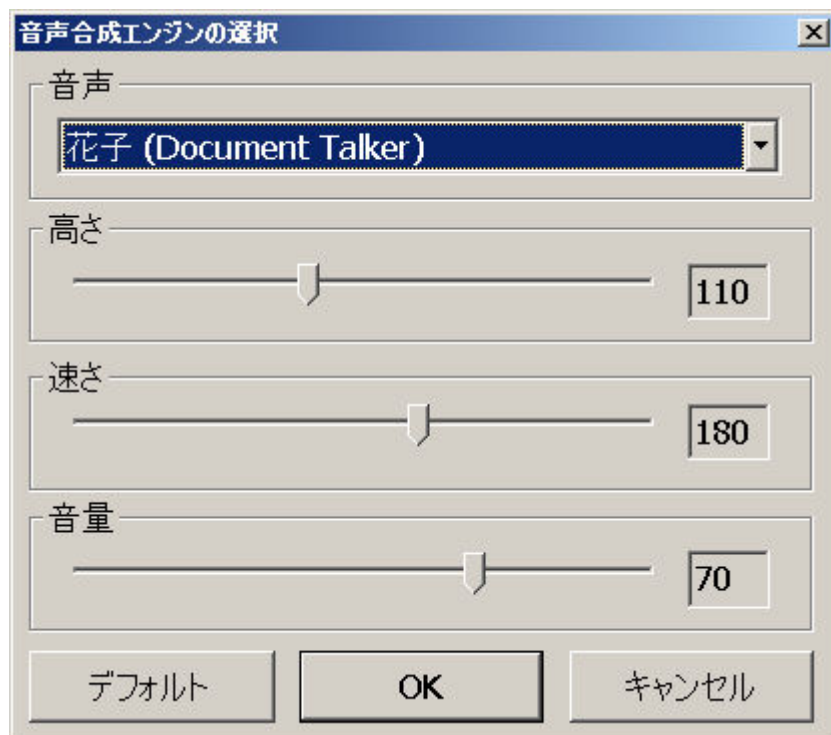 音声合成エンジンの選択
音声
花子 (Document Talker)
高さ
110
速さ
180
音量
70
デフォルト
OK
キャンセル